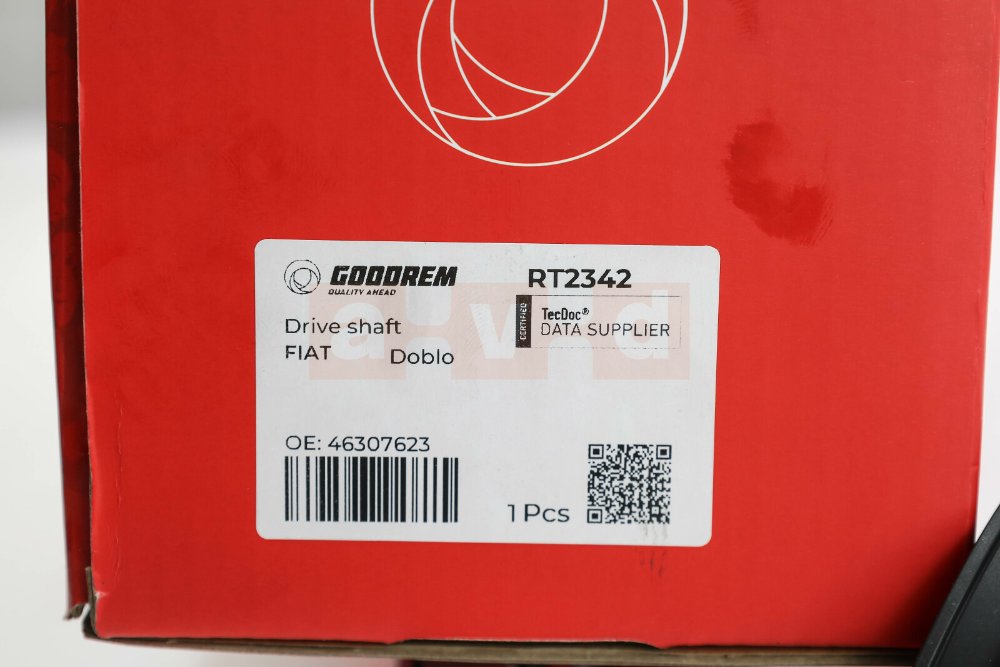 GOODREM
QUALITY AHEAD
RT2342
CERTIFIED
TecDoc®
DATA SUPPLIER
Drive shaft
FIAT Doblo
a v d
OE: 46307623
1 Pcs